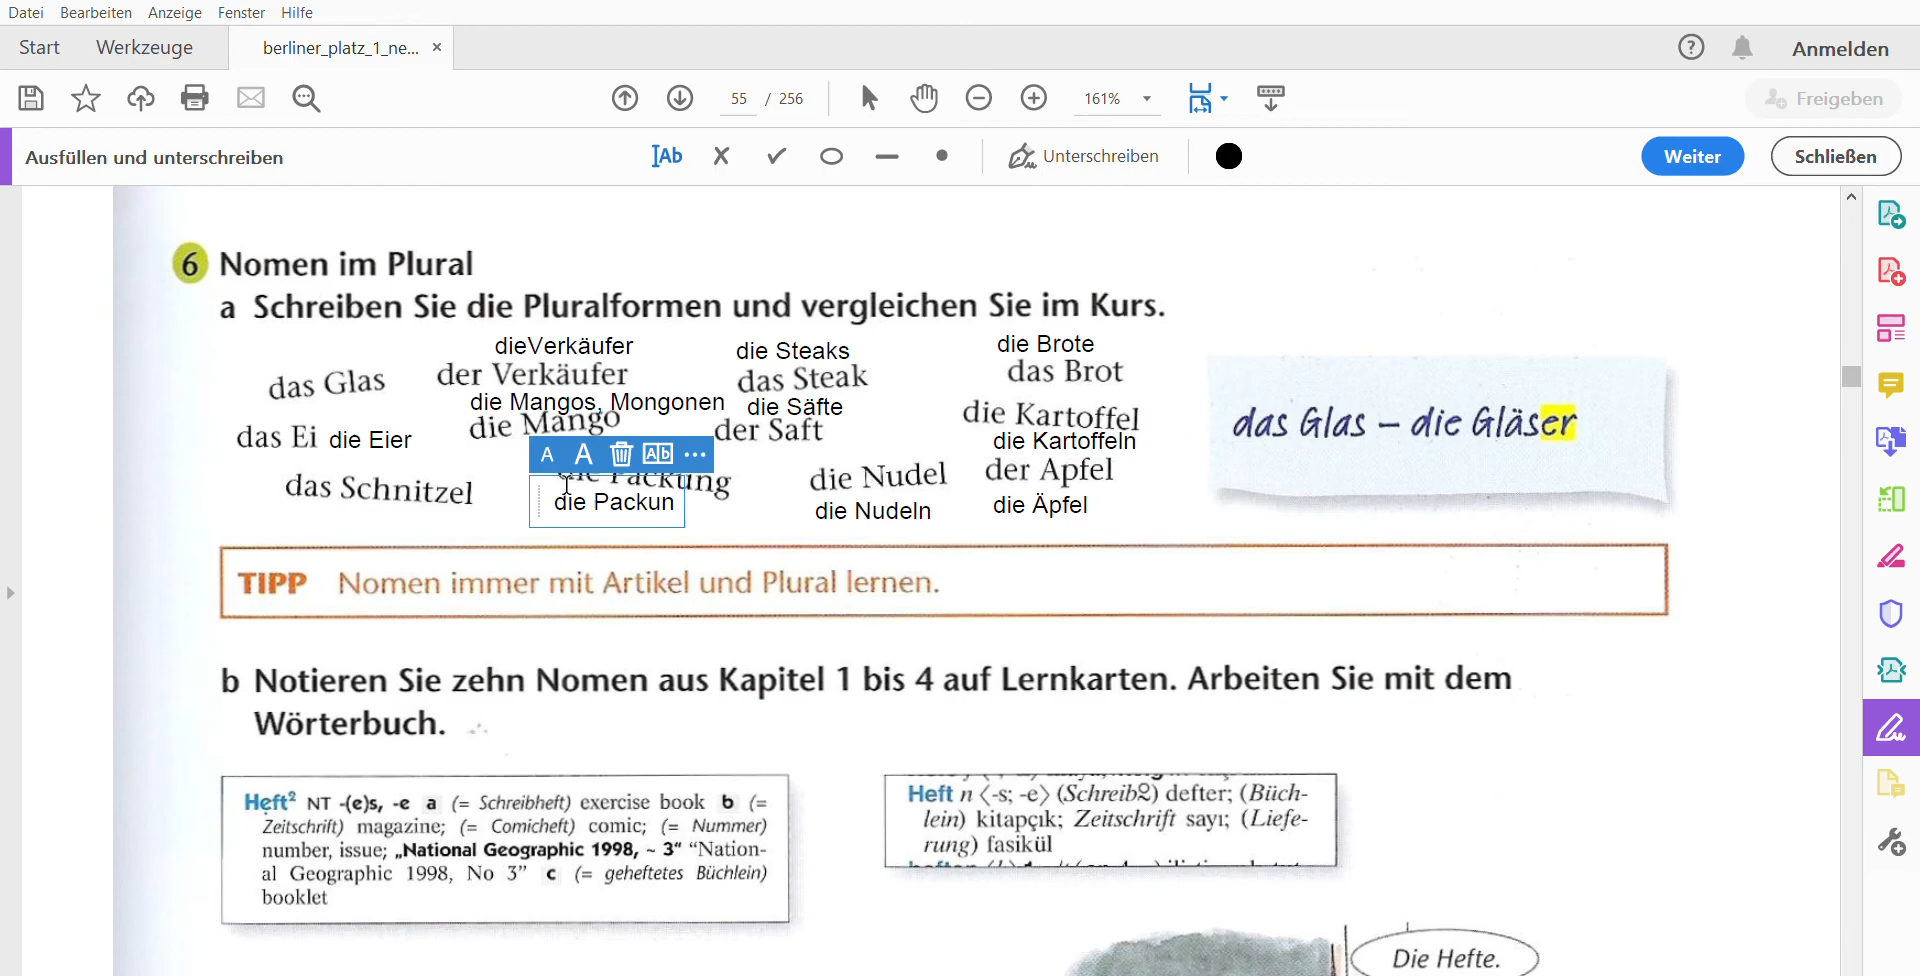 Datei Bearbeiten Anzeige Fenster Hilfe
Start Werkzeuge berliner_platz_1_ne... × Anmelden
55 / 256 161% Freigeben
Ausfüllen und unterschreiben Ab Unterschreiben Weiter Schließen
6 Nomen im Plural
a Schreiben Sie die Pluralformen und vergleichen Sie im Kurs.
dieVerkäufer die Steaks die Brote
das Glas der Verkäufer das Steak das Brot
die Mangos, Mongonen die Säfte
das Ei die Eier die Mango der Saft die Kartoffel
die Kartoffeln
das Glas – die Gläser
A A Ab
das Schnitzel die Packung die Nudel der Apfel
die Packun die Nudeln die Äpfel
TIPP Nomen immer mit Artikel und Plural lernen.
b Notieren Sie zehn Nomen aus Kapitel 1 bis 4 auf Lernkarten. Arbeiten Sie mit dem
Wörterbuch.
Heft² NT -(e)s, -e a (= Schreibheft) exercise book b (=
Zeitschrift) magazine; (= Comicheft) comic; (= Nummer)
number, issue; „National Geographic 1998, ~ 3“ “Nation-
al Geographic 1998, No 3” c (= geheftetes Büchlein)
booklet
Heft n ⟨-s; -e⟩ (Schreib2) defter; (Büch-
lein) kitapçık; Zeitschrift sayı; (Liefe-
rung) fasikül
Die Hefte.